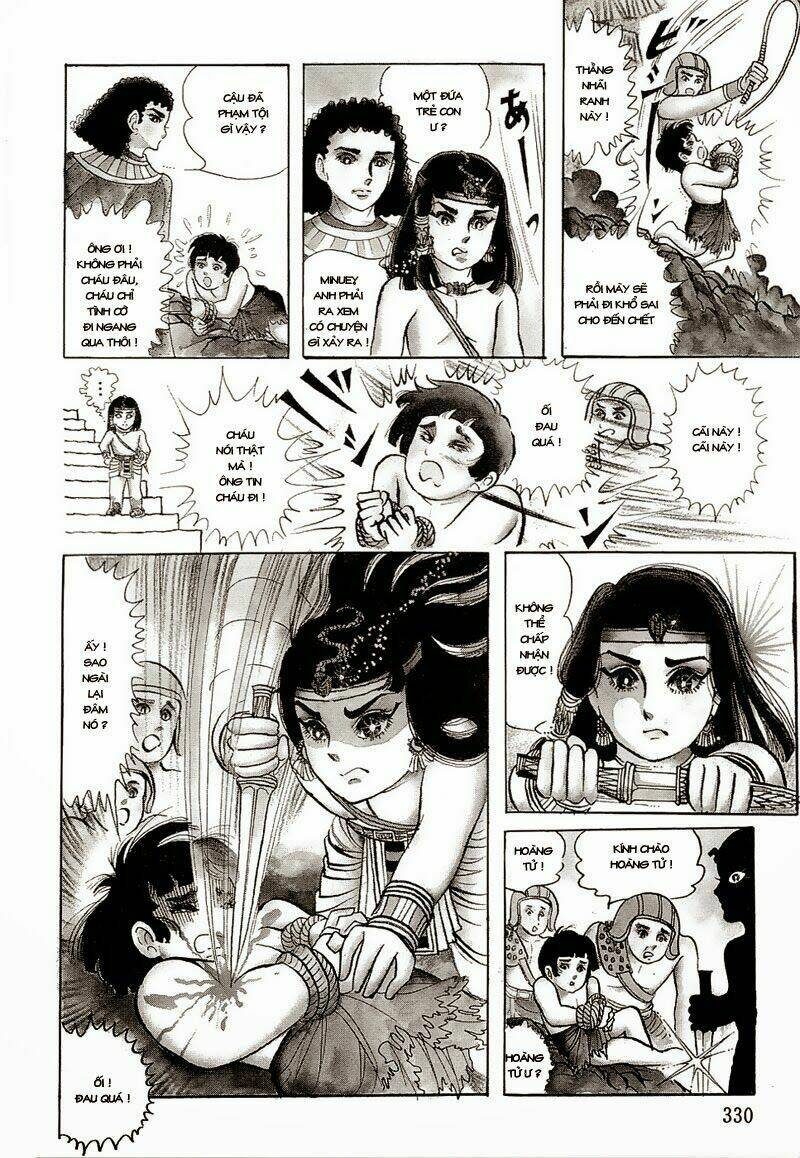 THẰNG
NHÃI
RANH
NÀY !
RỒI MÀY SẼ
PHẢI ĐI KHỔ SAI
CHO ĐẾN CHẾT
MỘT ĐỨA
TRẺ CON
Ư ?
MINUEY,
ANH PHẢI
RA XEM
CÓ CHUYỆN
GÌ XẢY RA !
CẬU ĐÃ
PHẠM TỘI
GÌ VẬY ?
ÔNG ƠI !
KHÔNG PHẢI
CHÁU ĐÂU,
CHÁU CHỈ
TÌNH CỜ
ĐI NGANG
QUA THÔI !
CÃI NÀY !
CÃI NÀY !
ỐI
ĐAU
QUÁ !
CHÁU
NÓI THẬT
MÀ !
ÔNG TIN
CHÁU ĐI !
...
KHÔNG
THỂ
CHẤP
NHẬN
ĐƯỢC !
KÍNH CHÀO
HOÀNG TỬ !
HOÀNG
TỬ !
HOÀNG
TỬ Ư ?
ẤY !
SAO
NGÀI
LẠI
ĐÂM
NÓ ?
ỐI !
ĐAU QUÁ !
330